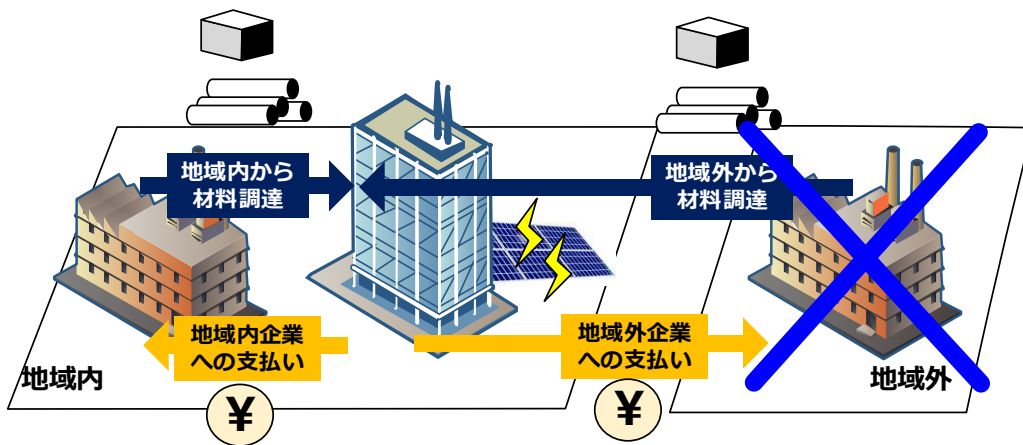 地域内から
材料調達
地域外から
材料調達
地域内企業
への支払い
地域外企業
への支払い
地域内
地域外
¥
¥